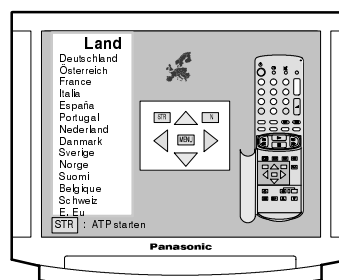 Land
Deutschland
Österreich
France
Italia
España
Portugal
Nederland
Danmark
Sverige
Norge
Suomi
Belgique
Schweiz
E. Eu
STR : ATP starten
STR
N
MENU
Panasonic